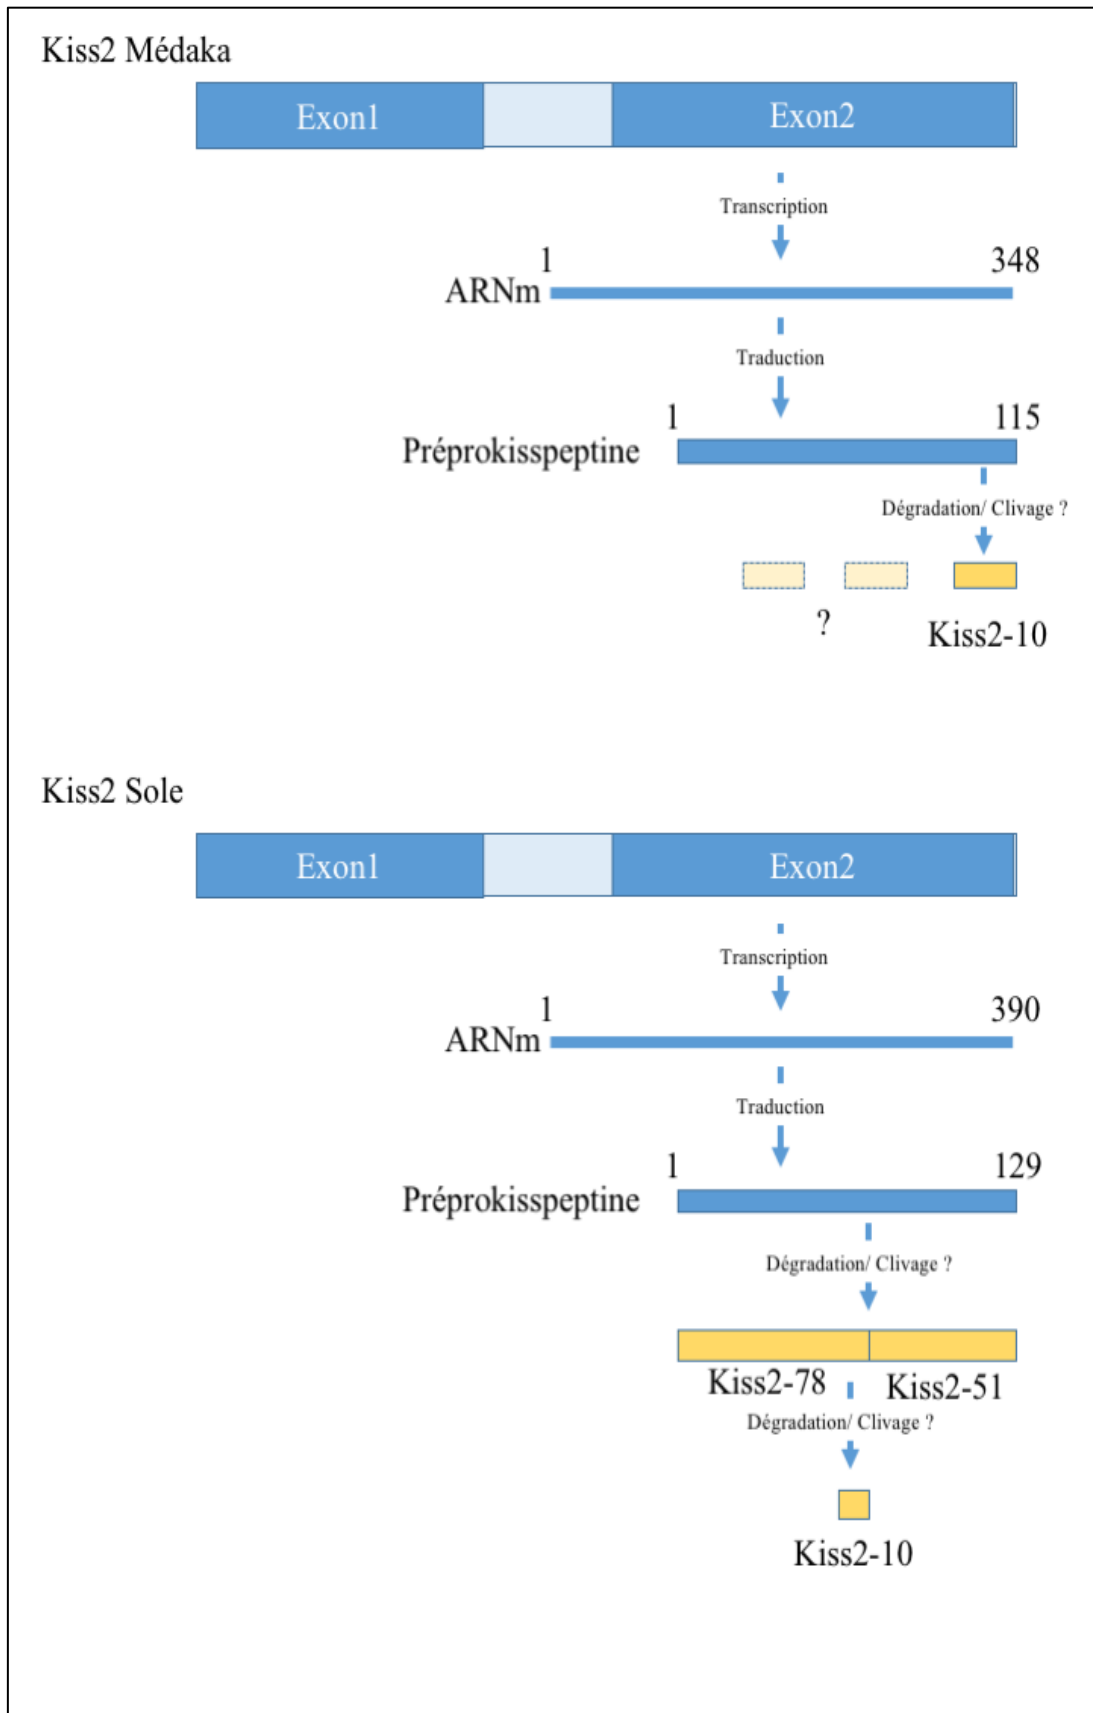 Kiss2 Médaka
Exon1 Exon2
Transcription
1 348
ARNm
Traduction
1 115
Préprokisspeptine
Dégradation/ Clivage ?
?
Kiss2-10
Kiss2 Sole
Exon1 Exon2
Transcription
1 390
ARNm
Traduction
1 129
Préprokisspeptine
Dégradation/ Clivage ?
Kiss2-78 Kiss2-51
Dégradation/ Clivage ?
Kiss2-10